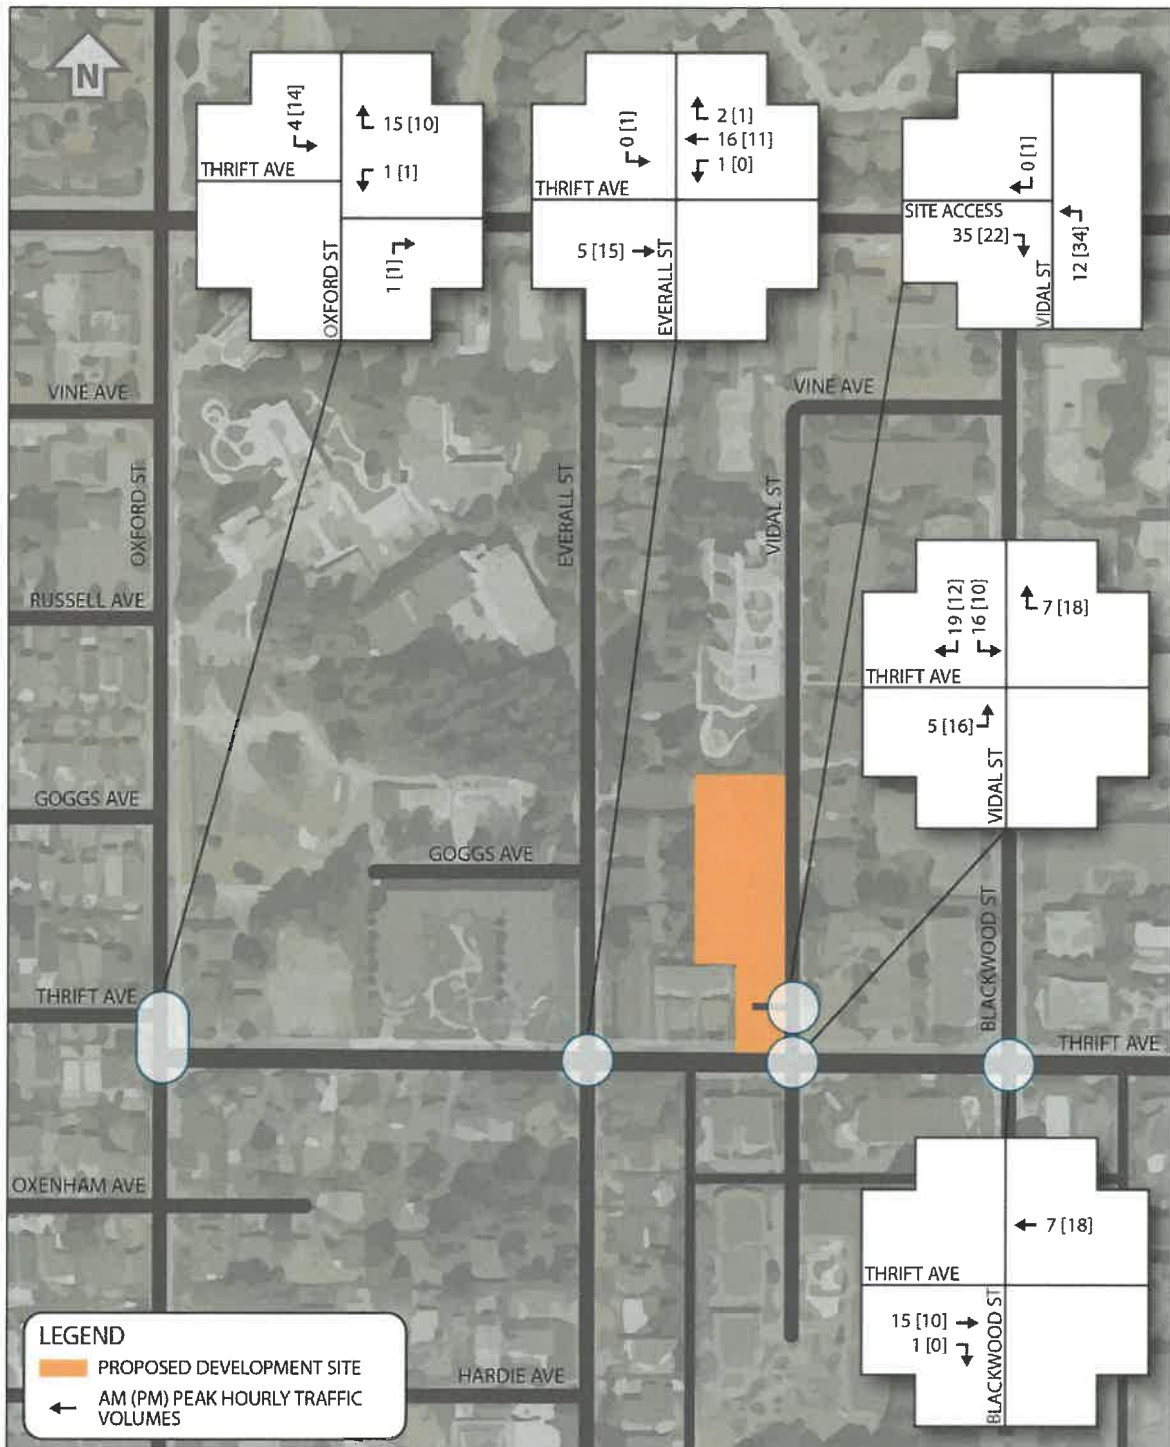 N
4 [14]
15 [10]
1 [1]
THRIFT AVE
1 [1]
OXFORD ST
0 [1]
2 [1]
16 [11]
1 [0]
THRIFT AVE
5 [15]
EVERALL ST
0 [1]
SITE ACCESS
35 [22]
12 [34]
VIDAL ST
VINE AVE
VINE AVE
OXFORD ST
EVERALL ST
VIDAL ST
RUSSELL AVE
19 [12]
16 [10]
7 [18]
THRIFT AVE
5 [16]
VIDAL ST
GOGGS AVE
GOGGS AVE
BLACKWOOD ST
THRIFT AVE
THRIFT AVE
OXENHAM AVE
7 [18]
THRIFT AVE
15 [10]
1 [0]
BLACKWOOD ST
HARDIE AVE
LEGEND
PROPOSED DEVELOPMENT SITE
AM (PM) PEAK HOURLY TRAFFIC
VOLUMES